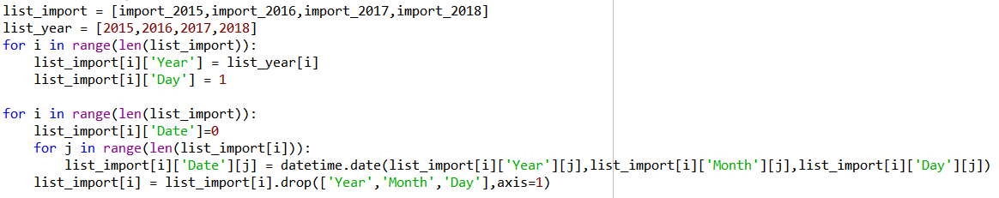 list_import = [import_2015,import_2016,import_2017,import_2018]
list_year = [2015,2016,2017,2018]
for i in range(len(list_import)):
    list_import[i]['Year'] = list_year[i]
    list_import[i]['Day'] = 1

for i in range(len(list_import)):
    list_import[i]['Date']=0
    for j in range(len(list_import[i])):
        list_import[i]['Date'][j] = datetime.date(list_import[i]['Year'][j],list_import[i]['Month'][j],list_import[i]['Day'][j])
    list_import[i] = list_import[i].drop(['Year','Month','Day'],axis=1)